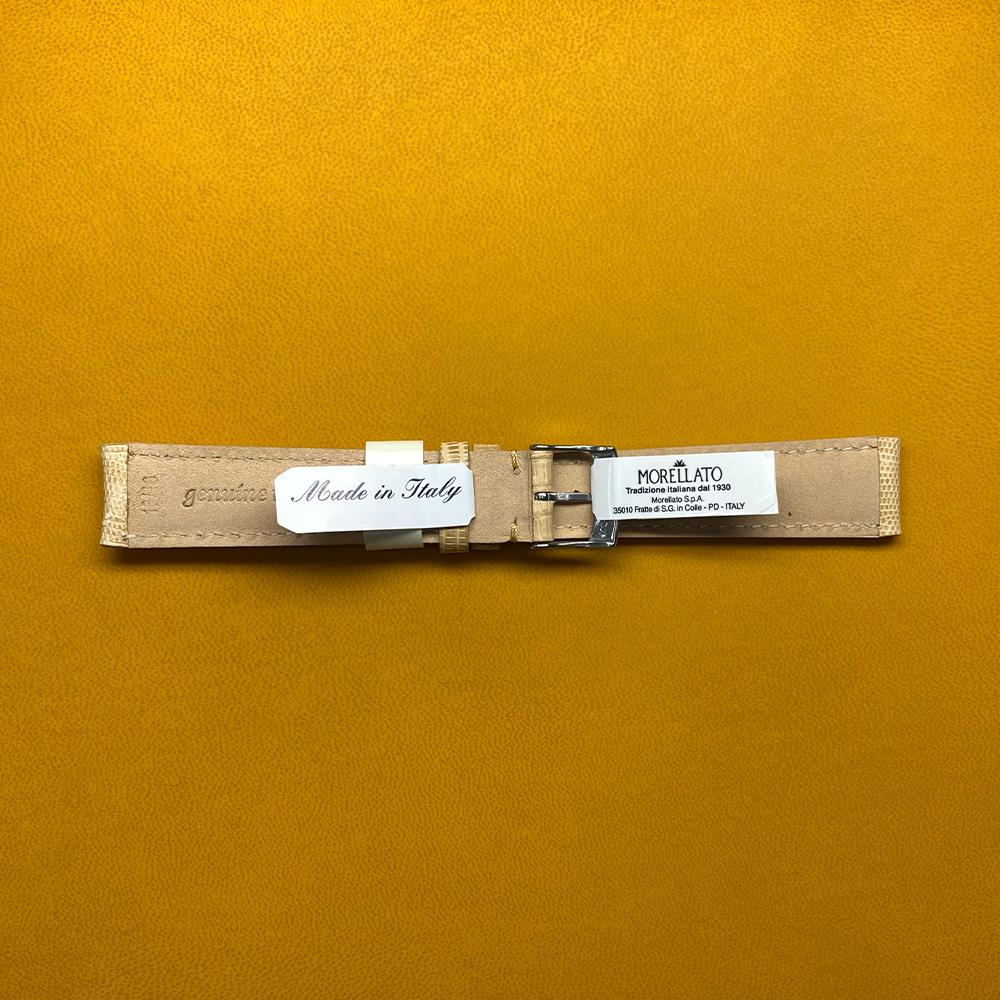 genuine
Made in Italy
MORELLATO
Tradizione italiana dal 1930
Morellato S.p.A.
35010 Fratte di S.G. in Colle - PD - ITALY